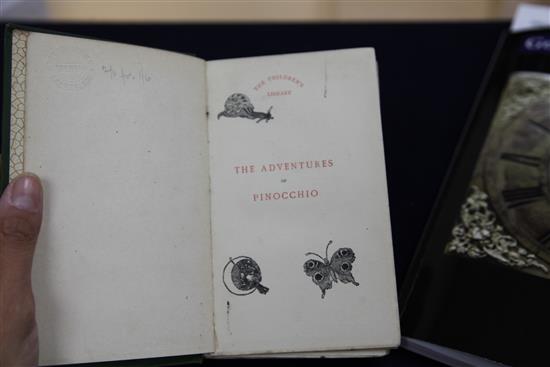 THE CHILDREN'S
LIBRARY
THE ADVENTURES
OF
PINOCCHIO